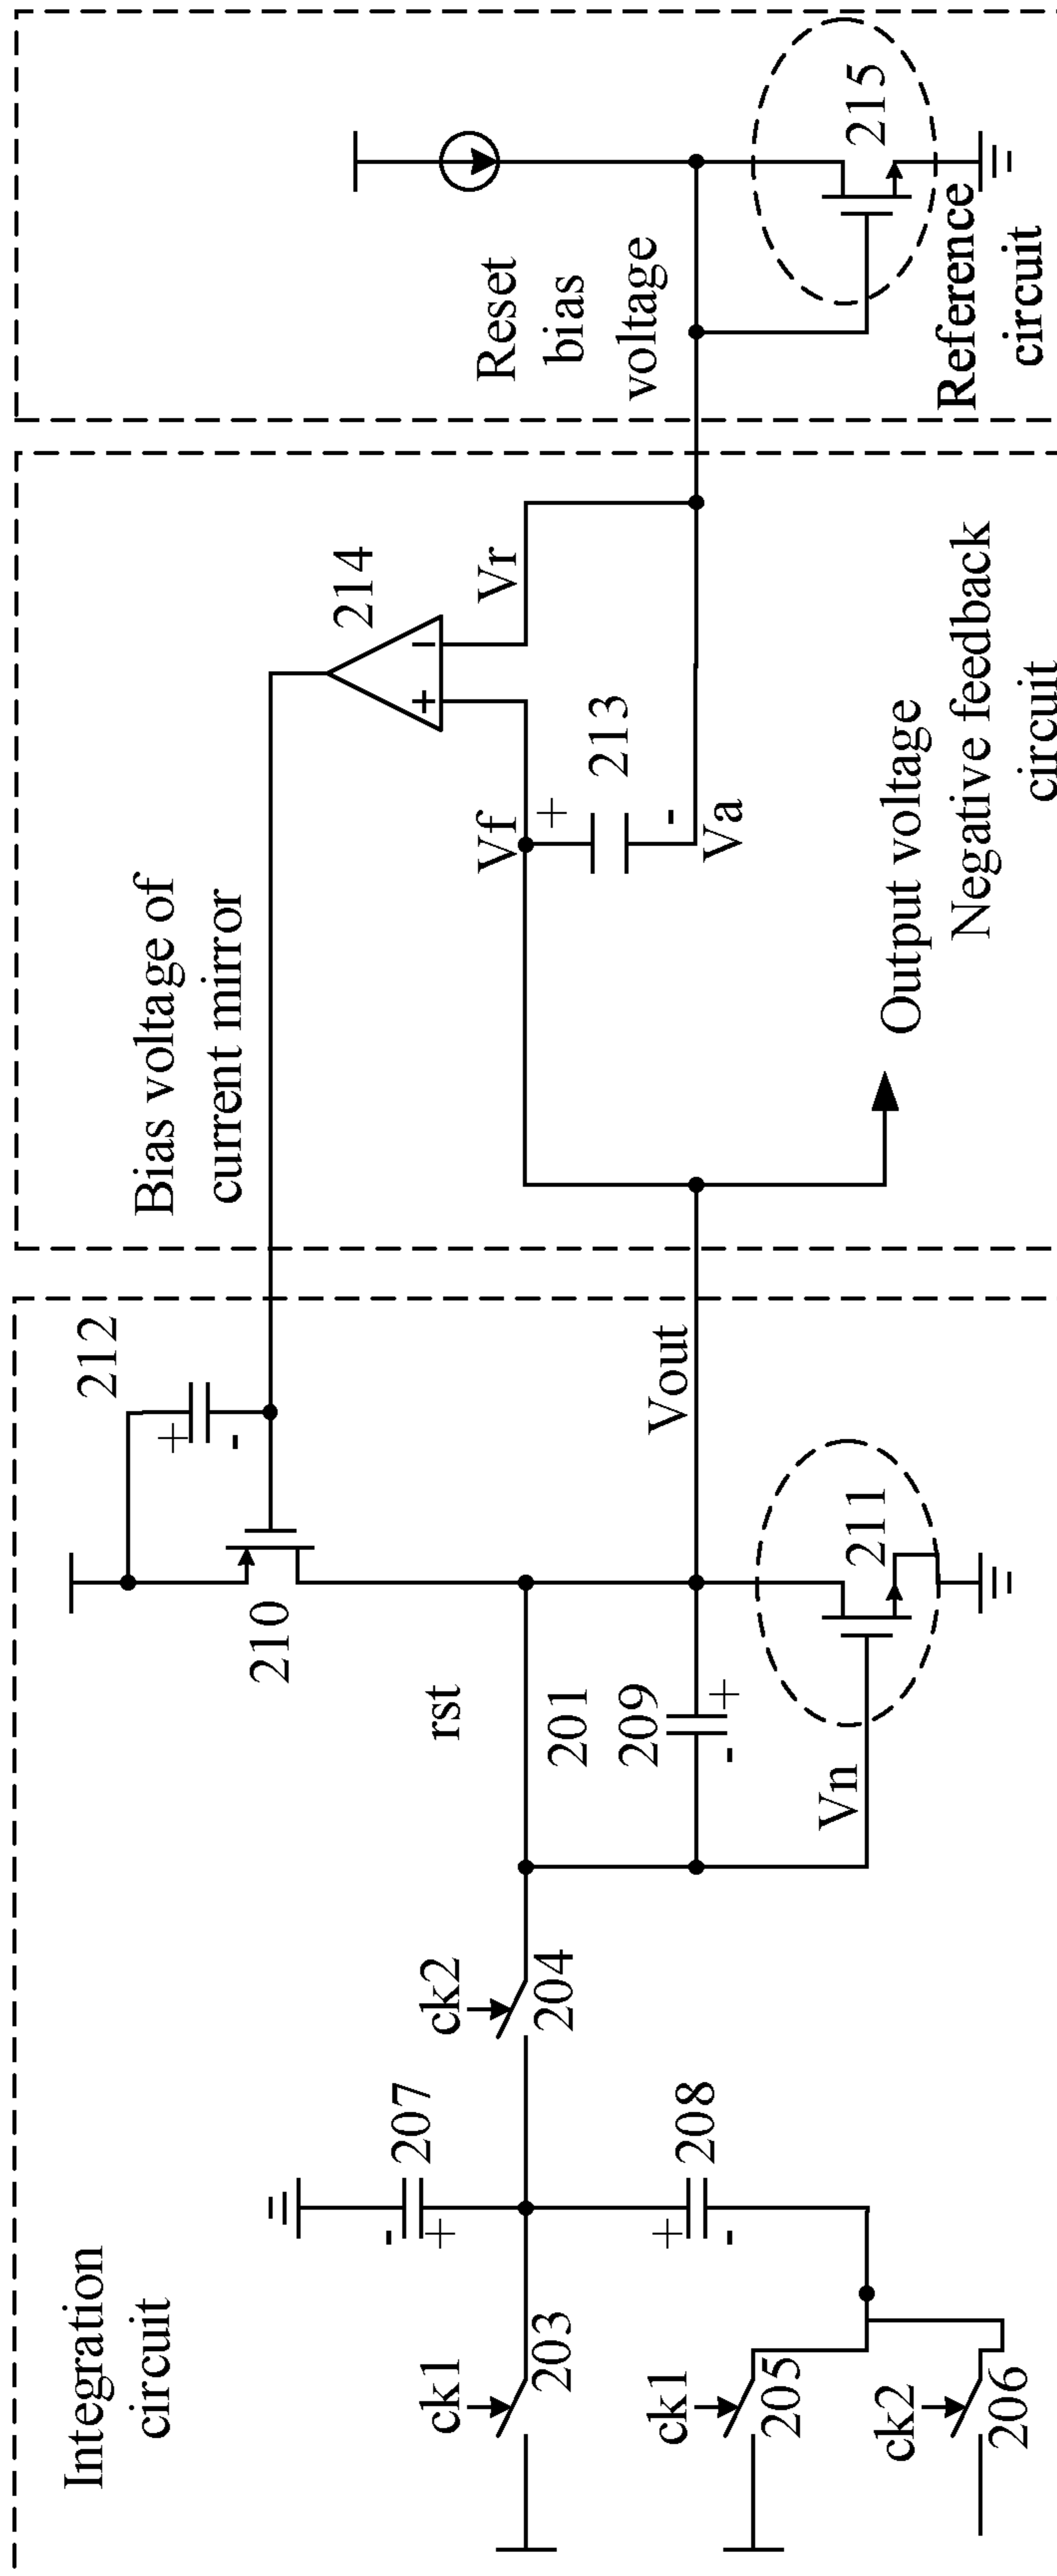 Integration
circuit
ck1
203
ck1
205
ck2
206
207
208
ck2
204
rst
201
209
Vn
210
211
212
Vout
Bias voltage of
current mirror
Vf
213
Va
214
Vr
Output voltage
Negative feedback
circuit
Reset
bias
voltage
215
Reference
circuit
+
-
+
-
+
-
+
-
+
-
+
-